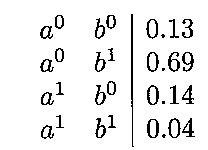 a⁰ b⁰ 0.13
a⁰ b¹ 0.69
a¹ b⁰ 0.14
a¹ b¹ 0.04